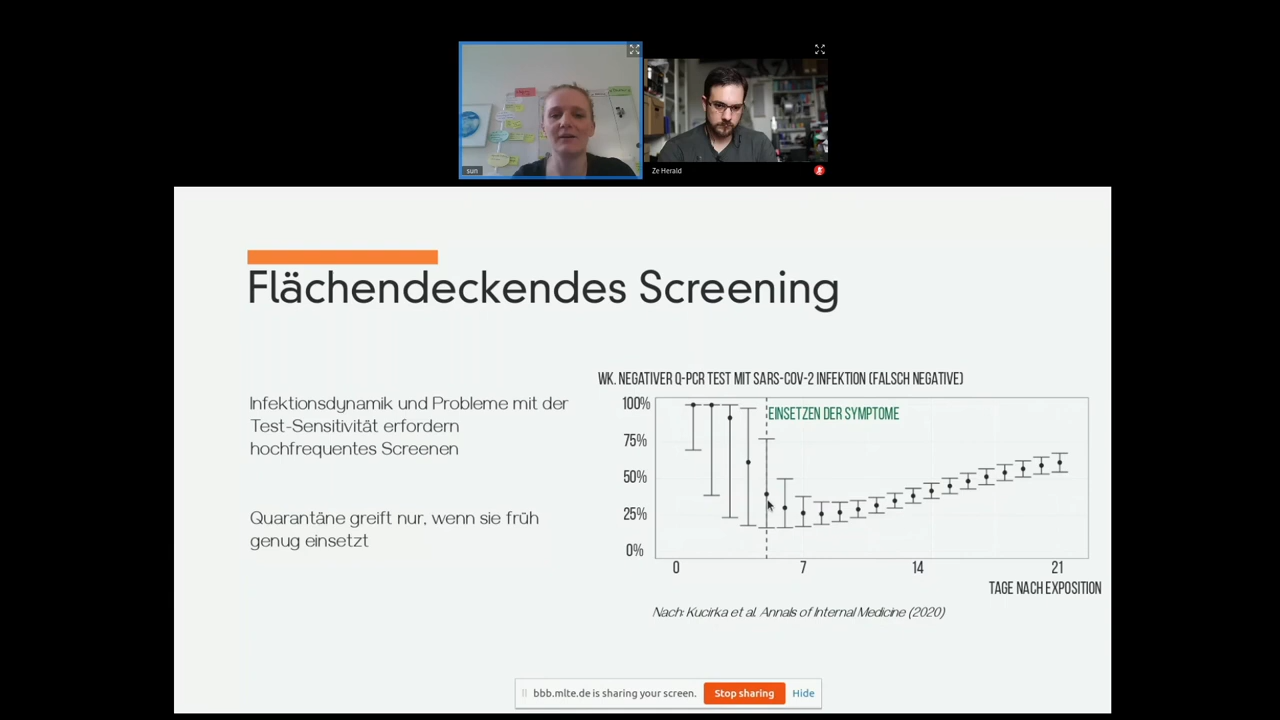 sun
Ze Herald
Flächendeckendes Screening
Infektionsdynamik und Probleme mit der
Test-Sensitivität erfordern
hochfrequentes Screenen
Quarantäne greift nur, wenn sie früh
genug einsetzt
WK. NEGATIVER Q-PCR TEST MIT SARS-COV-2 INFEKTION (FALSCH NEGATIVE)
100%
75%
50%
25%
0%
EINSETZEN DER SYMPTOME
0 7 14 21
TAGE NACH EXPOSITION
Nach: Kucirka et al. Annals of Internal Medicine (2020)
bbb.mlte.de is sharing your screen. Stop sharing Hide